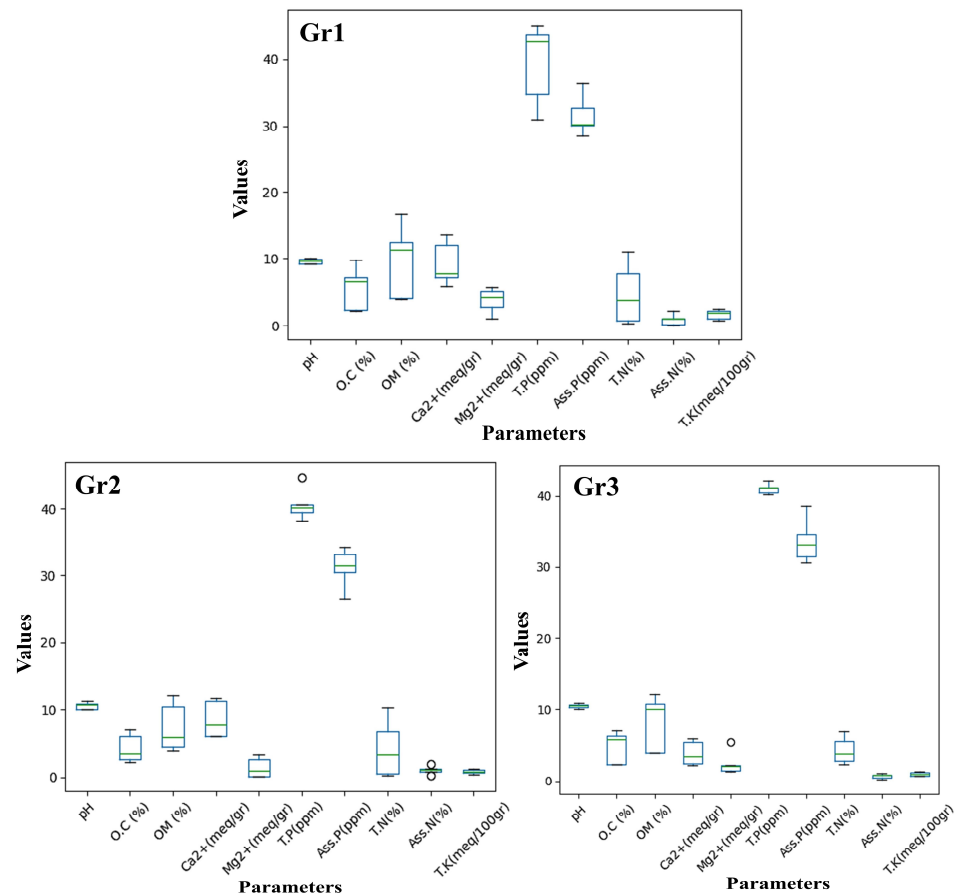 Gr1
Values
40
30
20
10
0
pH
O.C (%)
OM (%)
Ca2+(meq/gr)
Mg2+(meq/gr)
T.P(ppm)
Ass.P(ppm)
T.N(%)
Ass.N(%)
T.K(meq/100gr)
Parameters
Gr2
Values
40
30
20
10
0
pH
O.C (%)
OM (%)
Ca2+(meq/gr)
Mg2+(meq/gr)
T.P(ppm)
Ass.P(ppm)
T.N(%)
Ass.N(%)
T.K(meq/100gr)
Parameters
Gr3
Values
40
30
20
10
0
pH
O.C (%)
OM (%)
Ca2+(meq/gr)
Mg2+(meq/gr)
T.P(ppm)
Ass.P(ppm)
T.N(%)
Ass.N(%)
T.K(meq/100gr)
Parameters